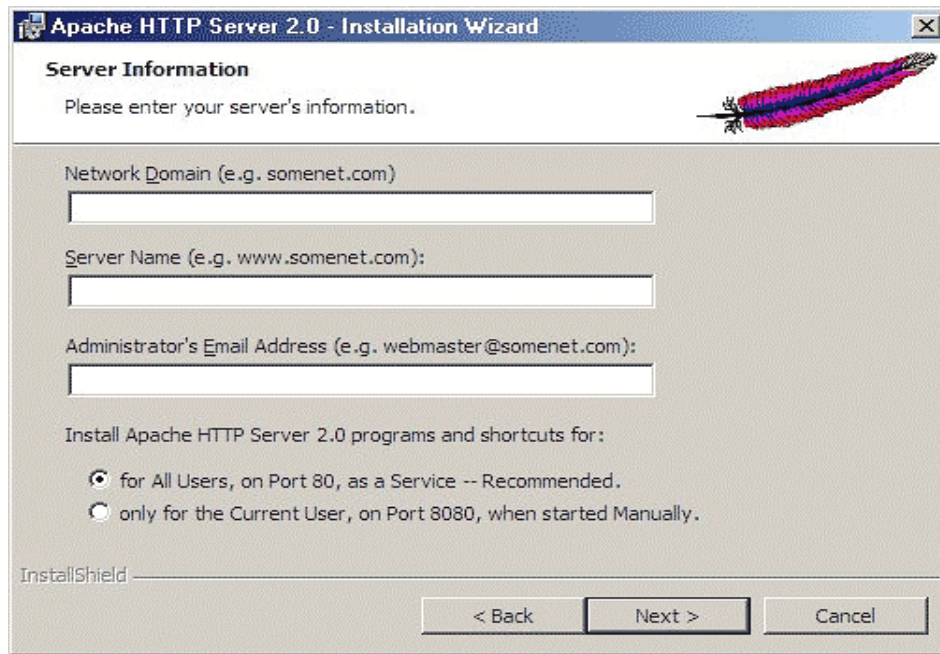 Apache HTTP Server 2.0 - Installation Wizard
Server Information
Please enter your server's information.
Network Domain (e.g. somenet.com)
Server Name (e.g. www.somenet.com):
Administrator's Email Address (e.g. webmaster@somenet.com):
Install Apache HTTP Server 2.0 programs and shortcuts for:
for All Users, on Port 80, as a Service -- Recommended.
only for the Current User, on Port 8080, when started Manually.
InstallShield
< Back Next > Cancel